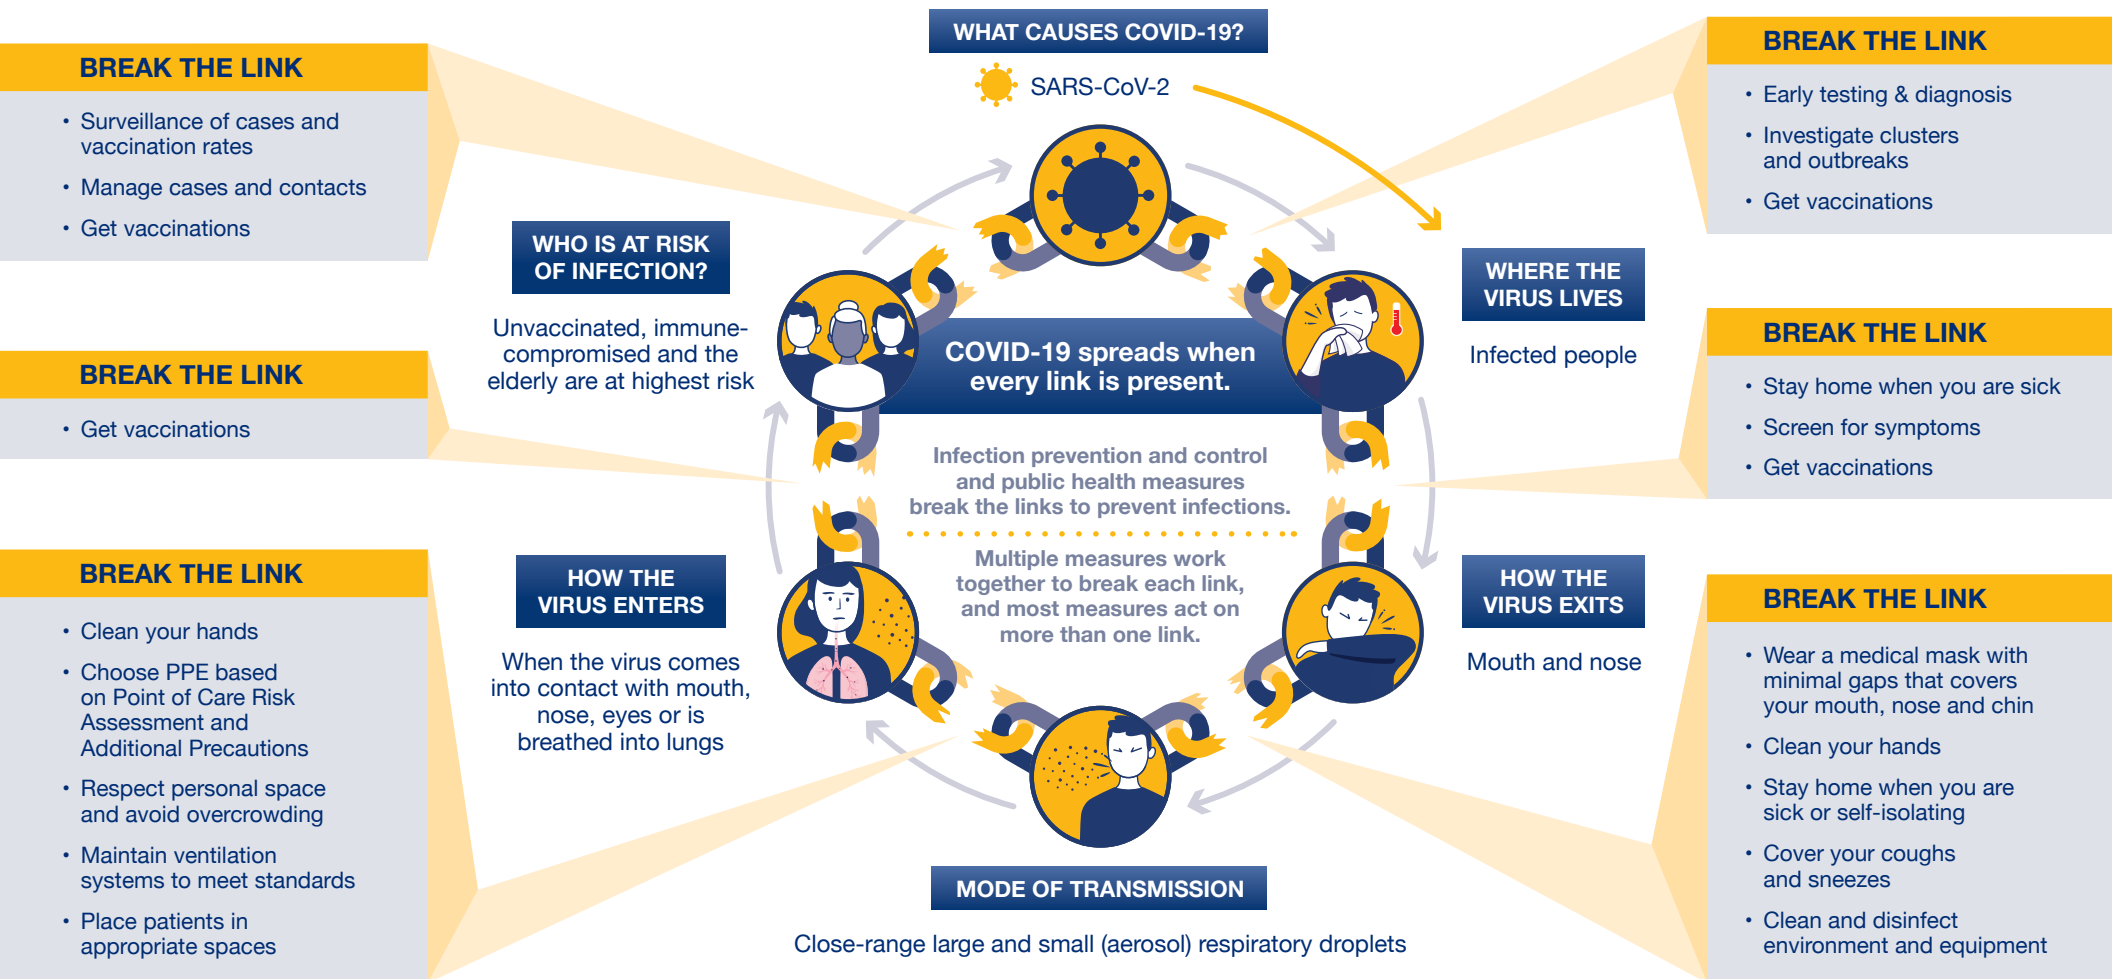 WHAT CAUSES COVID-19?
SARS-CoV-2
BREAK THE LINK
• Early testing & diagnosis
• Investigate clusters
and outbreaks
• Get vaccinations
WHERE THE
VIRUS LIVES
Infected people
BREAK THE LINK
• Stay home when you are sick
• Screen for symptoms
• Get vaccinations
HOW THE
VIRUS EXITS
Mouth and nose
BREAK THE LINK
• Wear a medical mask with
minimal gaps that covers
your mouth, nose and chin
• Clean your hands
• Stay home when you are
sick or self-isolating
• Cover your coughs
and sneezes
• Clean and disinfect
environment and equipment
MODE OF TRANSMISSION
Close-range large and small (aerosol) respiratory droplets
BREAK THE LINK
• Clean your hands
• Choose PPE based
on Point of Care Risk
Assessment and
Additional Precautions
• Respect personal space
and avoid overcrowding
• Maintain ventilation
systems to meet standards
• Place patients in
appropriate spaces
HOW THE
VIRUS ENTERS
When the virus comes
into contact with mouth,
nose, eyes or is
breathed into lungs
BREAK THE LINK
• Get vaccinations
WHO IS AT RISK
OF INFECTION?
Unvaccinated, immune-
compromised and the
elderly are at highest risk
BREAK THE LINK
• Surveillance of cases and
vaccination rates
• Manage cases and contacts
• Get vaccinations
COVID-19 spreads when
every link is present.
Infection prevention and control
and public health measures
break the links to prevent infections.
Multiple measures work
together to break each link,
and most measures act on
more than one link.